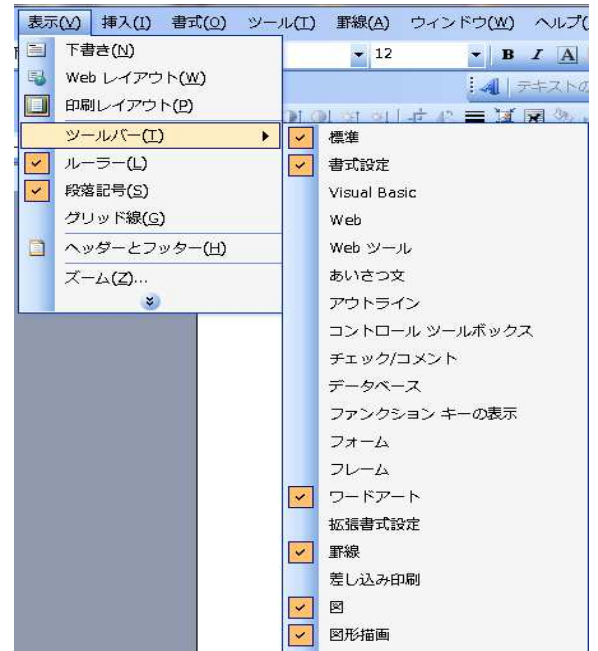 表示(V) 挿入(I) 書式(O) ツール(T) 罫線(A) ウィンドウ(W) ヘルプ(
下書き(N)
12
B I A
Web レイアウト(W)
テキストの
印刷レイアウト(P)
ツールバー(T)
標準
ルーラー(L)
書式設定
段落記号(S)
Visual Basic
グリッド線(G)
Web
ヘッダーとフッター(H)
Web ツール
ズーム(Z)...
あいさつ文
アウトライン
コントロール ツールボックス
チェック/コメント
データベース
ファンクション キーの表示
フォーム
フレーム
ワードアート
拡張書式設定
罫線
差し込み印刷
図
図形描画